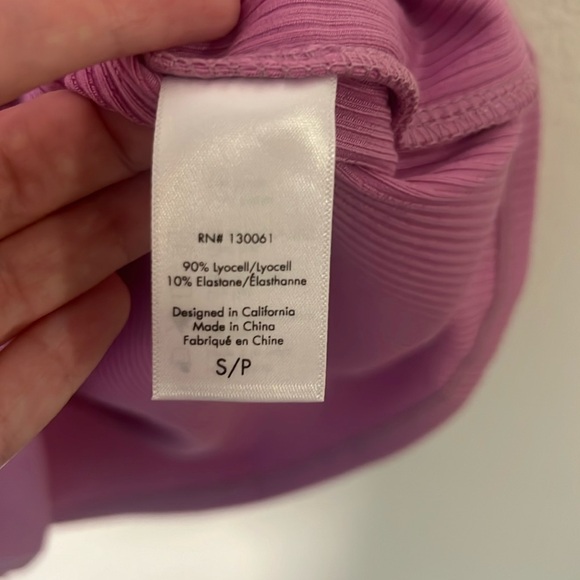 RN# 130061
90% Lyocell/Lyocell
10% Elastane/Élasthanne
Designed in California
Made in China
Fabriqué en Chine
S/P